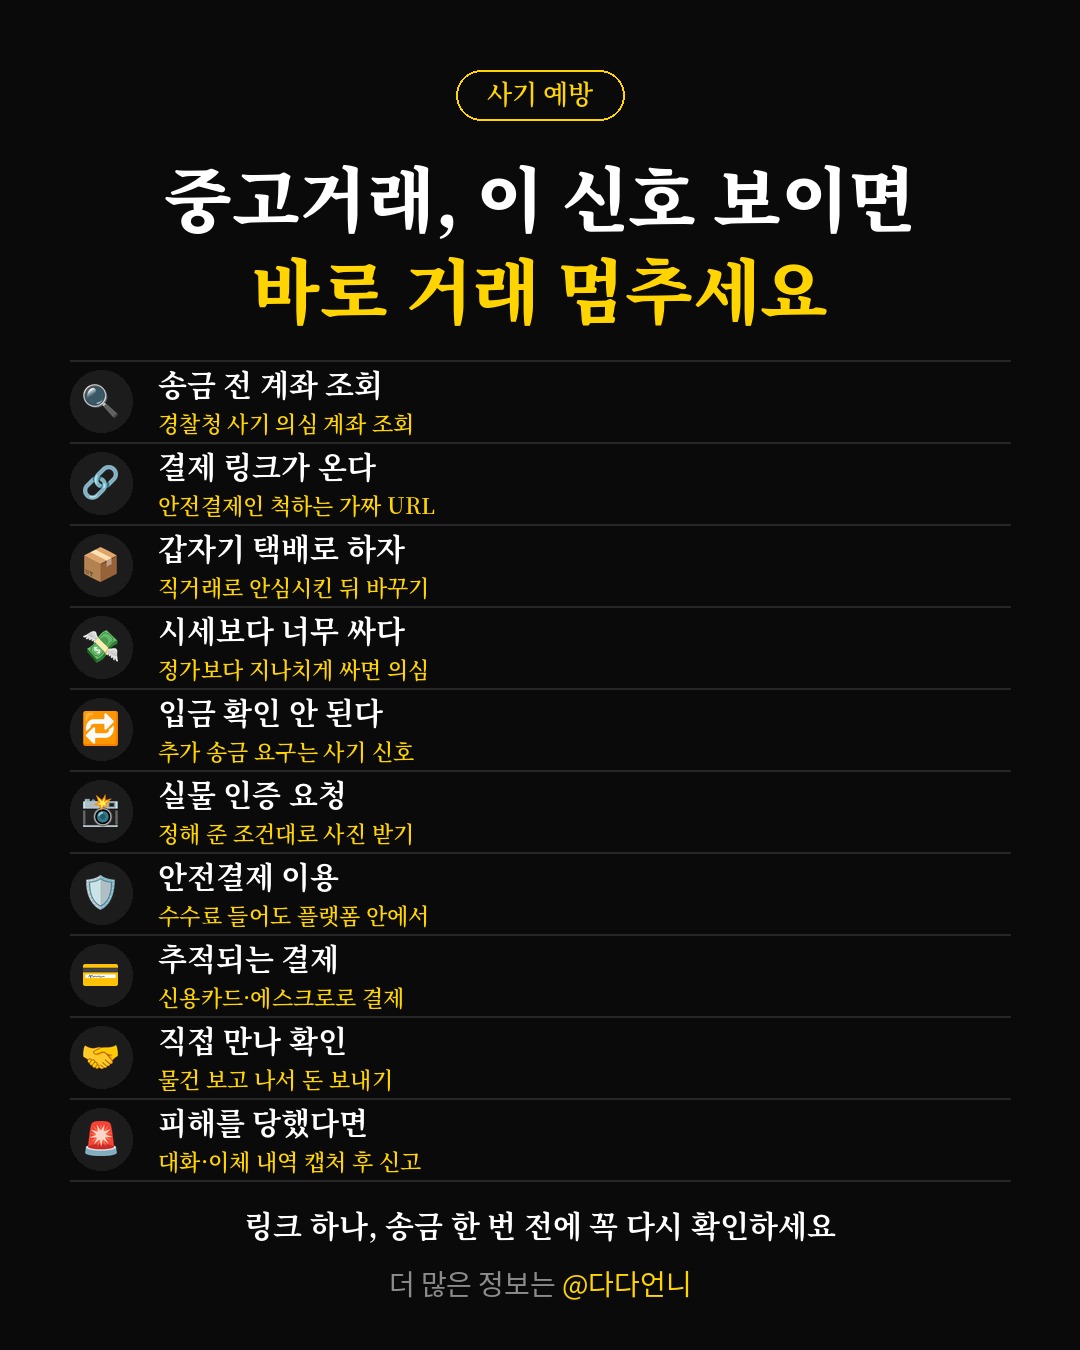 사기 예방
중고거래, 이 신호 보이면
바로 거래 멈추세요
송금 전 계좌 조회
경찰청 사기 의심 계좌 조회
결제 링크가 온다
안전결제인 척하는 가짜 URL
갑자기 택배로 하자
직거래로 안심시킨 뒤 바꾸기
시세보다 너무 싸다
정가보다 지나치게 싸면 의심
입금 확인 안 된다
추가 송금 요구는 사기 신호
실물 인증 요청
정해 준 조건대로 사진 받기
안전결제 이용
수수료 들어도 플랫폼 안에서
추적되는 결제
신용카드·에스크로로 결제
직접 만나 확인
물건 보고 나서 돈 보내기
피해를 당했다면
대화·이체 내역 캡처 후 신고
링크 하나, 송금 한 번 전에 꼭 다시 확인하세요
더 많은 정보는 @다다언니